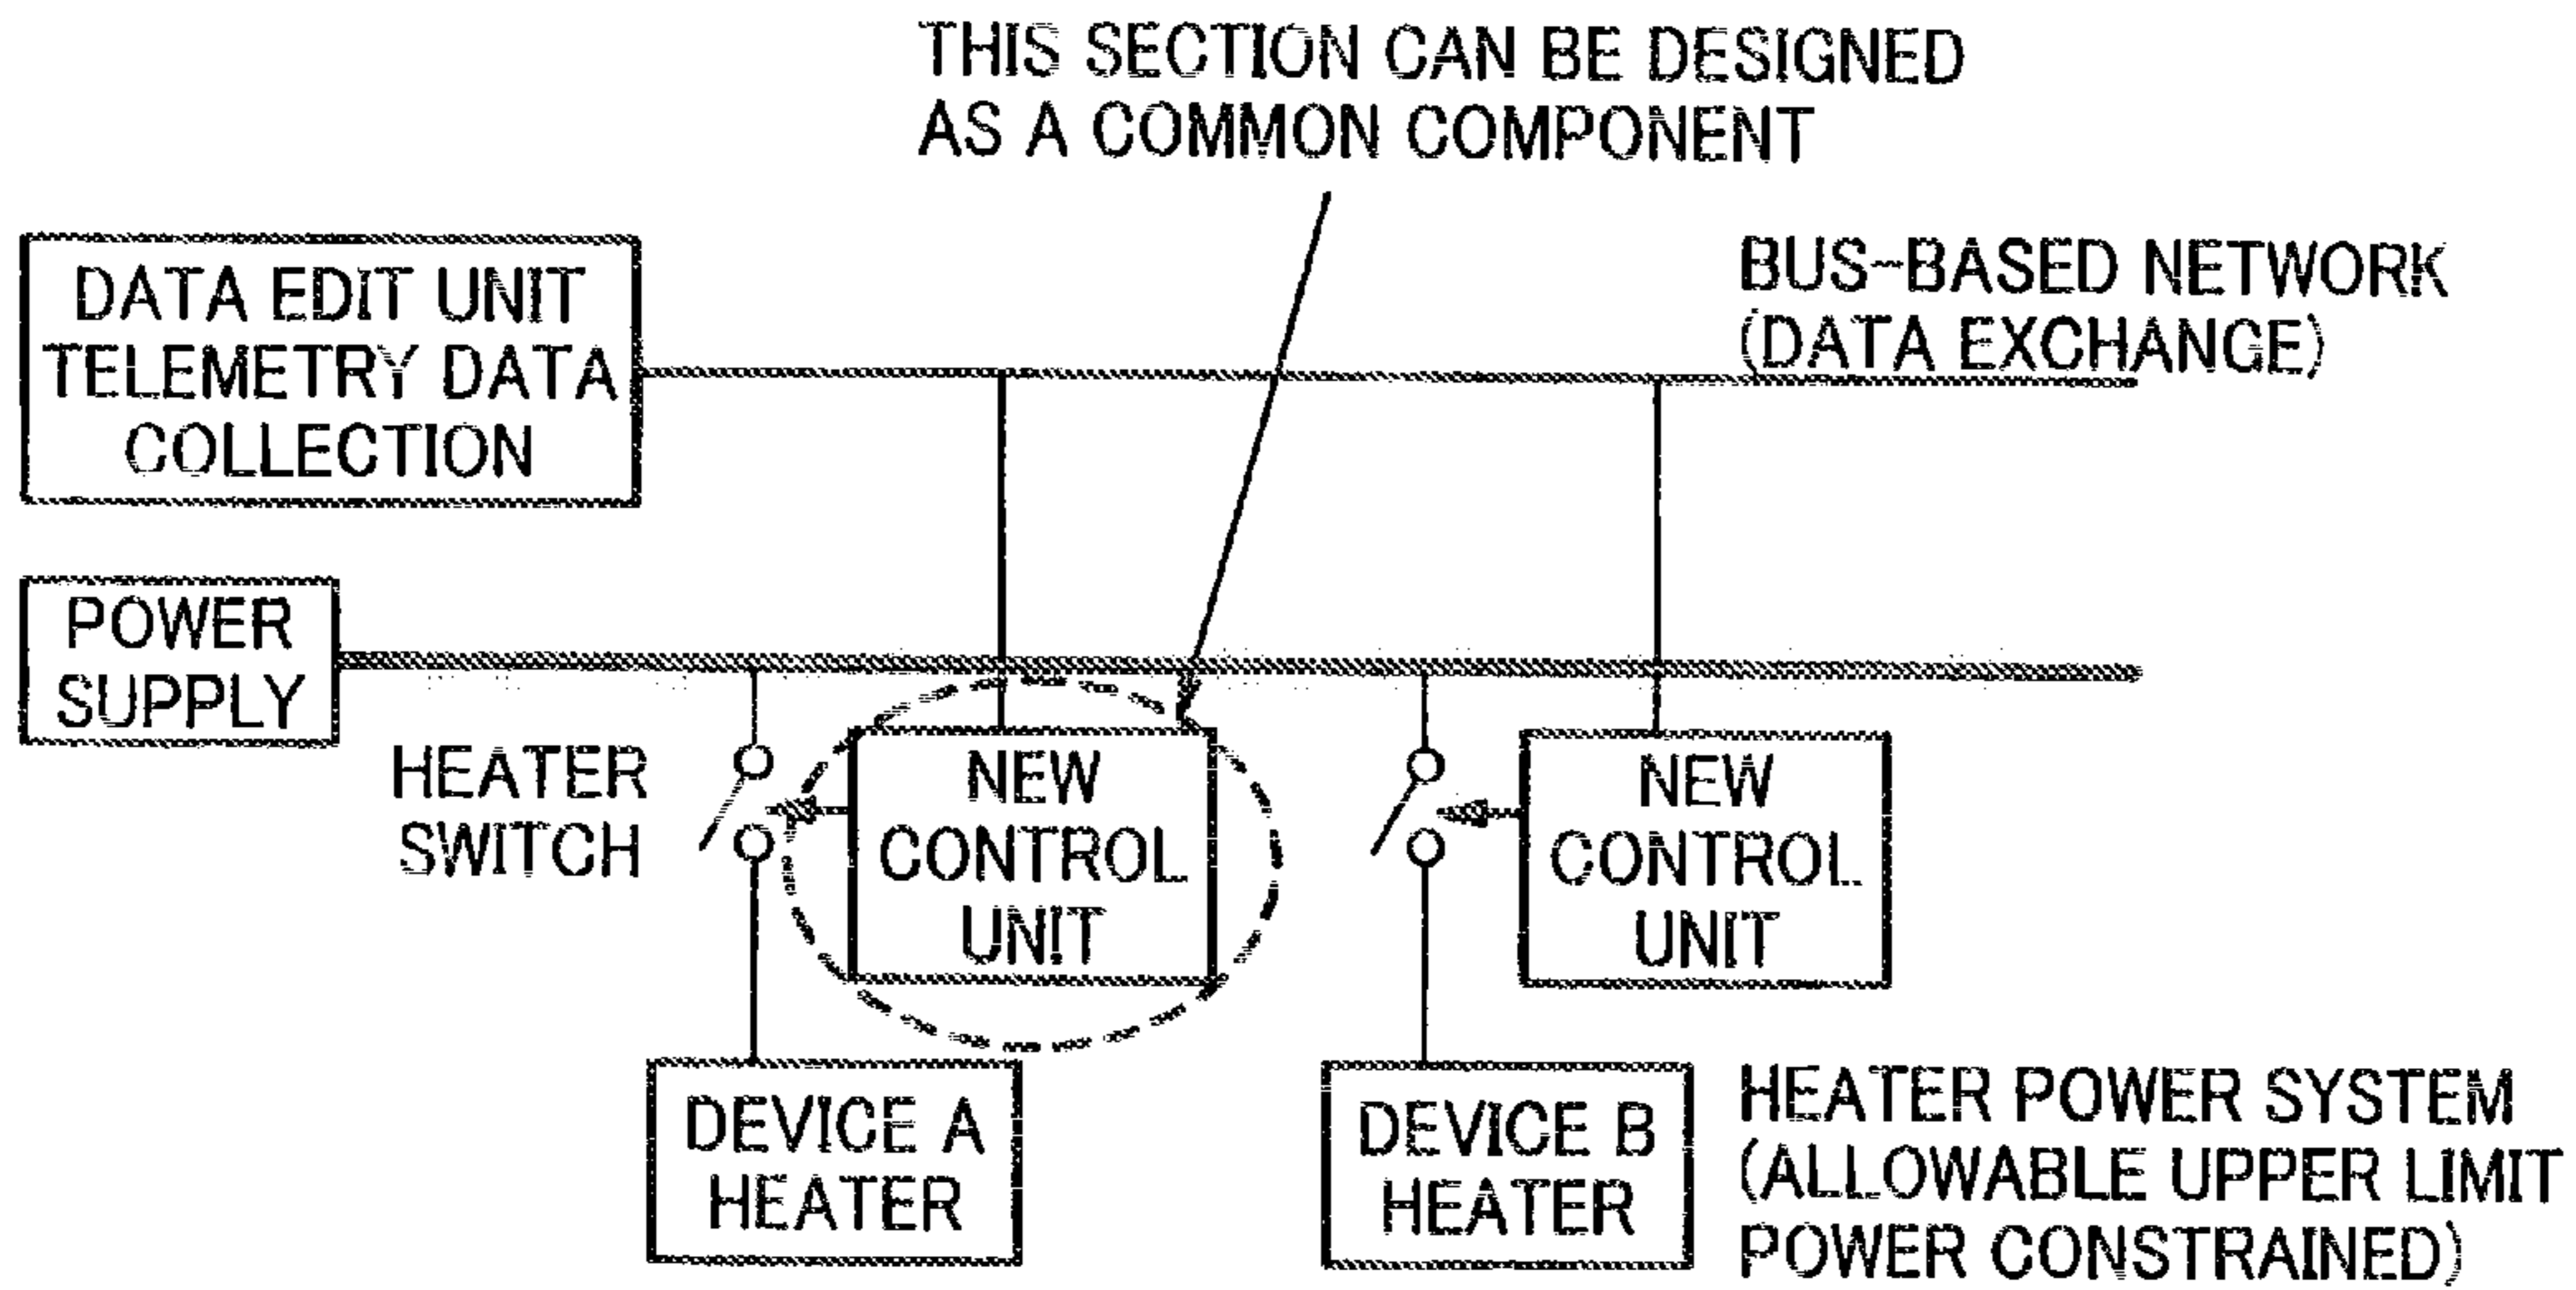 THIS SECTION CAN BE DESIGNED
AS A COMMON COMPONENT
DATA EDIT UNIT
TELEMETRY DATA
COLLECTION
BUS-BASED NETWORK
(DATA EXCHANGE)
POWER
SUPPLY
HEATER
SWITCH
NEW
CONTROL
UNIT
NEW
CONTROL
UNIT
DEVICE A
HEATER
DEVICE B
HEATER
HEATER POWER SYSTEM
(ALLOWABLE UPPER LIMIT
POWER CONSTRAINED)